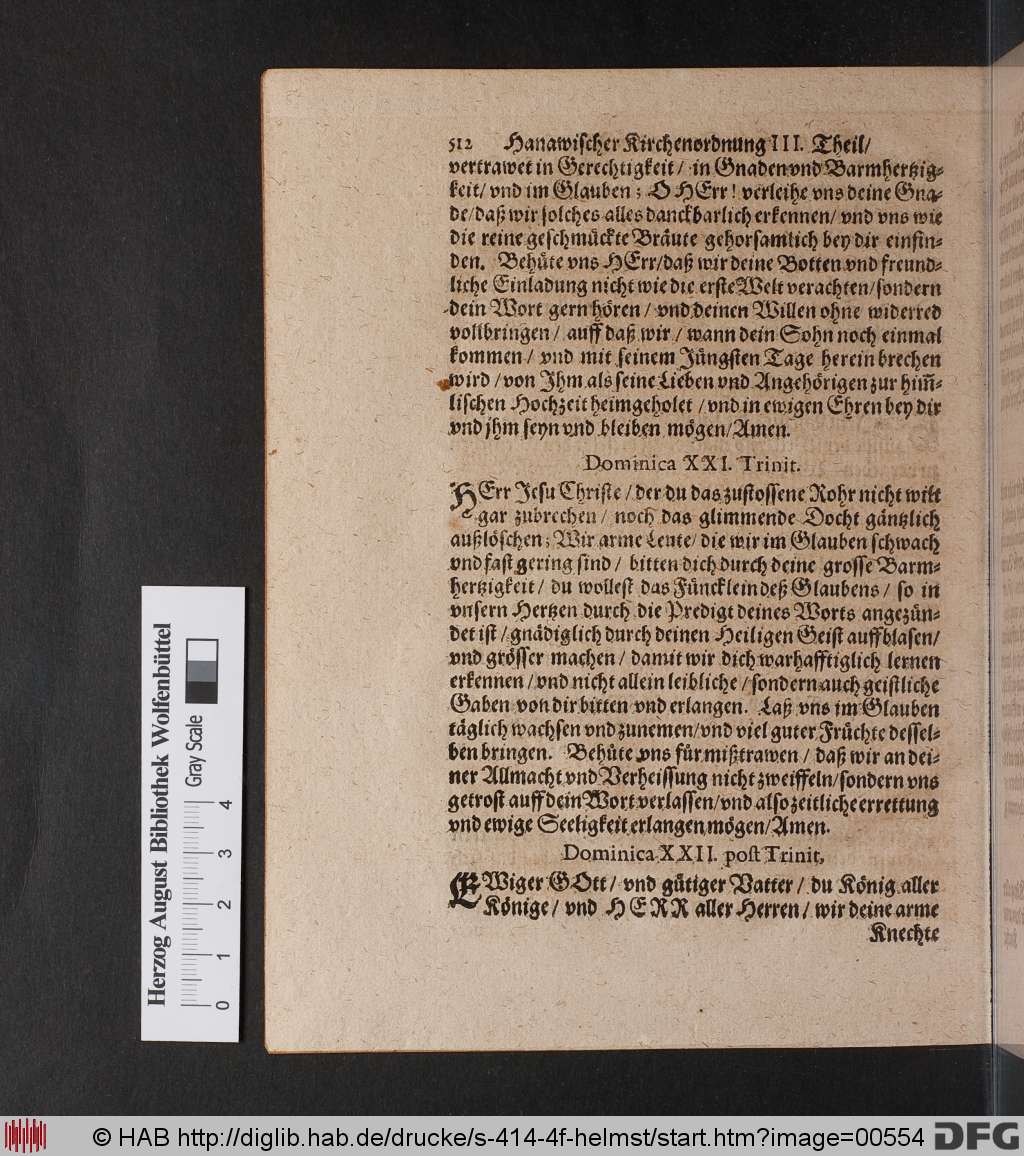 512 Hanawischer Kirchenordnung III. Theil/
vertrawet in Gerechtigkeit/ in Gnaden vnd Barmhertzig-
keit/ vnd im Glauben; O HErr! verleihe vns deine Gna-
de/daß wir solches alles danckbarlich erkennen/ vnd vns wie
die reine geschmückte Bräute gehorsamlich bey dir einfin-
den. Behüte vns HErr/daß wir deine Botten vnd freund-
liche Einladung nicht wie die erste Welt verachten/sondern
dein Wort gern hören/ vnd deinen Willen ohne widerred
vollbringen/ auff daß wir/ wann dein Sohn noch einmal
kommen/ vnd mit seinem Jüngsten Tage herein brechen
wird/von Jhm als seine Lieben vnd Angehörigen zur him̄-
lischen Hochzeit heimgeholet/vnd in ewigen Ehren bey dir
vnd jhm seyn vnd bleiben mögen/Amen.
Dominica XXI. Trinit.
HErr Jesu Christe/der du das zustossene Rohr nicht wilt
gar zubrechen/ noch das glimmende Docht gäntzlich
außlöschen; Wir arme Leute/ die wir im Glauben schwach
vnd fast gering sind/ bitten dich durch deine grosse Barm-
hertzigkeit/ du wollest das Fünckleindeß Glaubens/ so in
vnsern Hertzen durch die Predigt deines Worts angezün-
det ist/gnädiglich durch deinen Heiligen Geist auffblasen/
vnd grösser machen/ damit wir dich warhafftiglich lernen
erkennen/vnd nicht allein leibliche/sondern auch geistliche
Gaben von dir bitten vnd erlangen. Laß vns im Glauben
täglich wachsen vnd zunemen/vnd viel guter Früchte dessel-
ben bringen. Behüte vns für mißtrawen/ daß wir an dei-
ner Allmacht vnd Verheissung nicht zweiffeln/sondern vns
getrost auff dein Wort verlassen/vnd also zeitliche errettung
vnd ewige Seeligkeit erlangen mögen/Amen.
Dominica XXII. post Trinit,
EWiger GOtt/ vnd gütiger Vatter/ du König aller
Könige/ vnd HERR aller Herren/ wir deine arme
Knechte
Herzog August Bibliothek Wolfenbüttel
Gray Scale
0 1 2 3 4
© HAB http://diglib.hab.de/drucke/s-414-4f-helmst/start.htm?image=00554
DFG